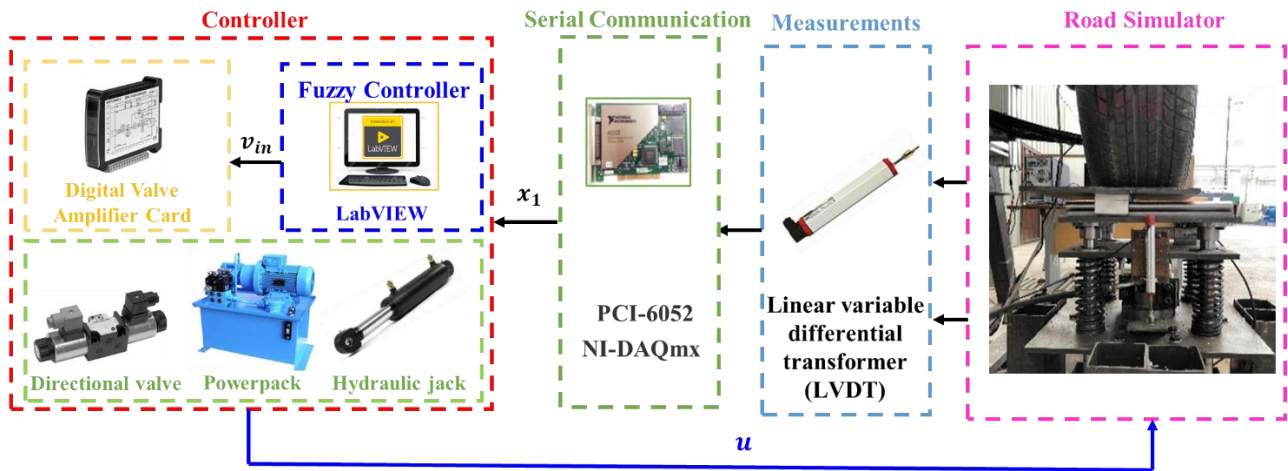 Controller
Serial Communication
Measurements
Road Simulator
Fuzzy Controller
LabVIEW
v_in
Digital Valve
Amplifier Card
LabVIEW
x_1
Directional valve
Powerpack
Hydraulic jack
PCI-6052
NI-DAQmx
Linear variable
differential
transformer
(LVDT)
u